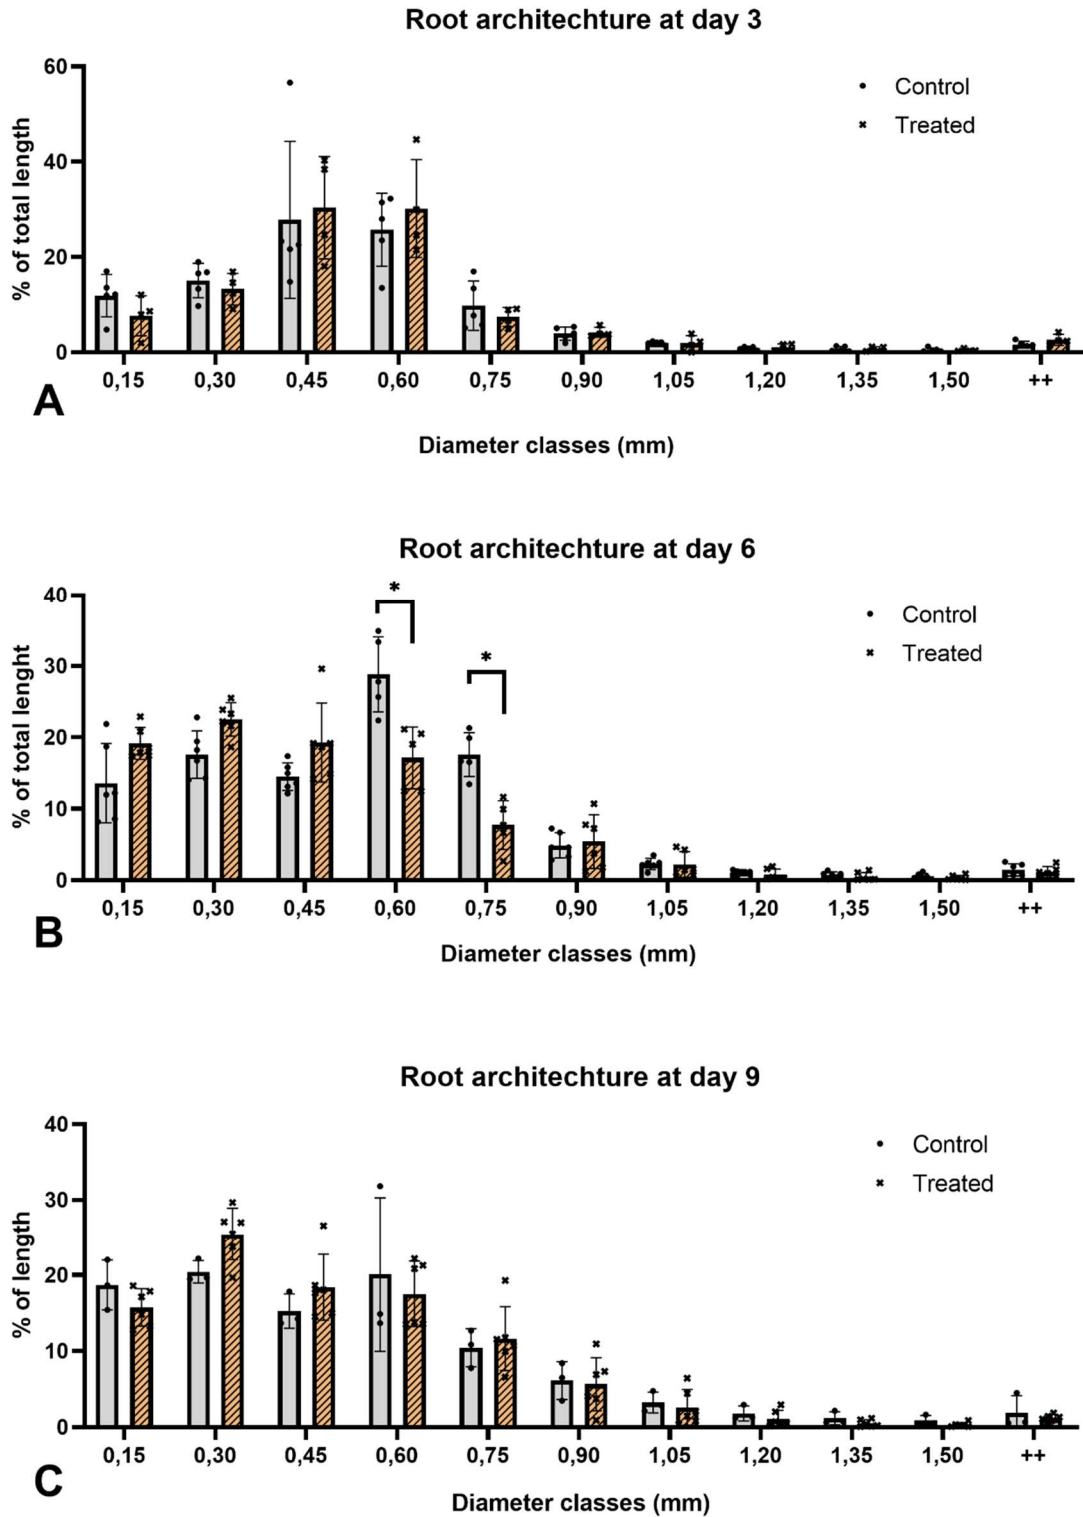 Root architechture at day 3
% of total length
60
40
20
0
Control
Treated
0,15 0,30 0,45 0,60 0,75 0,90 1,05 1,20 1,35 1,50 ++
A
Diameter classes (mm)
Root architechture at day 6
% of total lenght
40
30
20
10
0
*
*
Control
Treated
0,15 0,30 0,45 0,60 0,75 0,90 1,05 1,20 1,35 1,50 ++
B
Diameter classes (mm)
Root architechture at day 9
% of length
40
30
20
10
0
Control
Treated
0,15 0,30 0,45 0,60 0,75 0,90 1,05 1,20 1,35 1,50 ++
C
Diameter classes (mm)